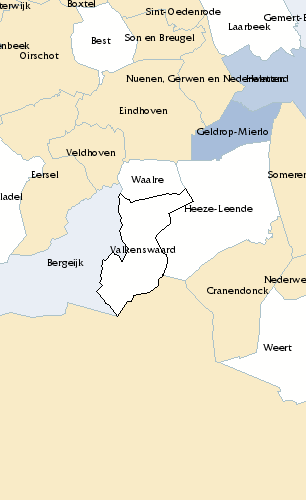 terwijk
Boxtel
Sint-Oedenrode
Gemert-B
Laarbeek
Best
Son en Breugel
enbeek
Oirschot
Nuenen, Gerwen en Nederwetten
Helmond
Eindhoven
Geldrop-Mierlo
Veldhoven
Eersel
Waalre
Someren
ladel
Heeze-Leende
Valkenswaard
Bergeijk
Nederwe
Cranendonck
Weert